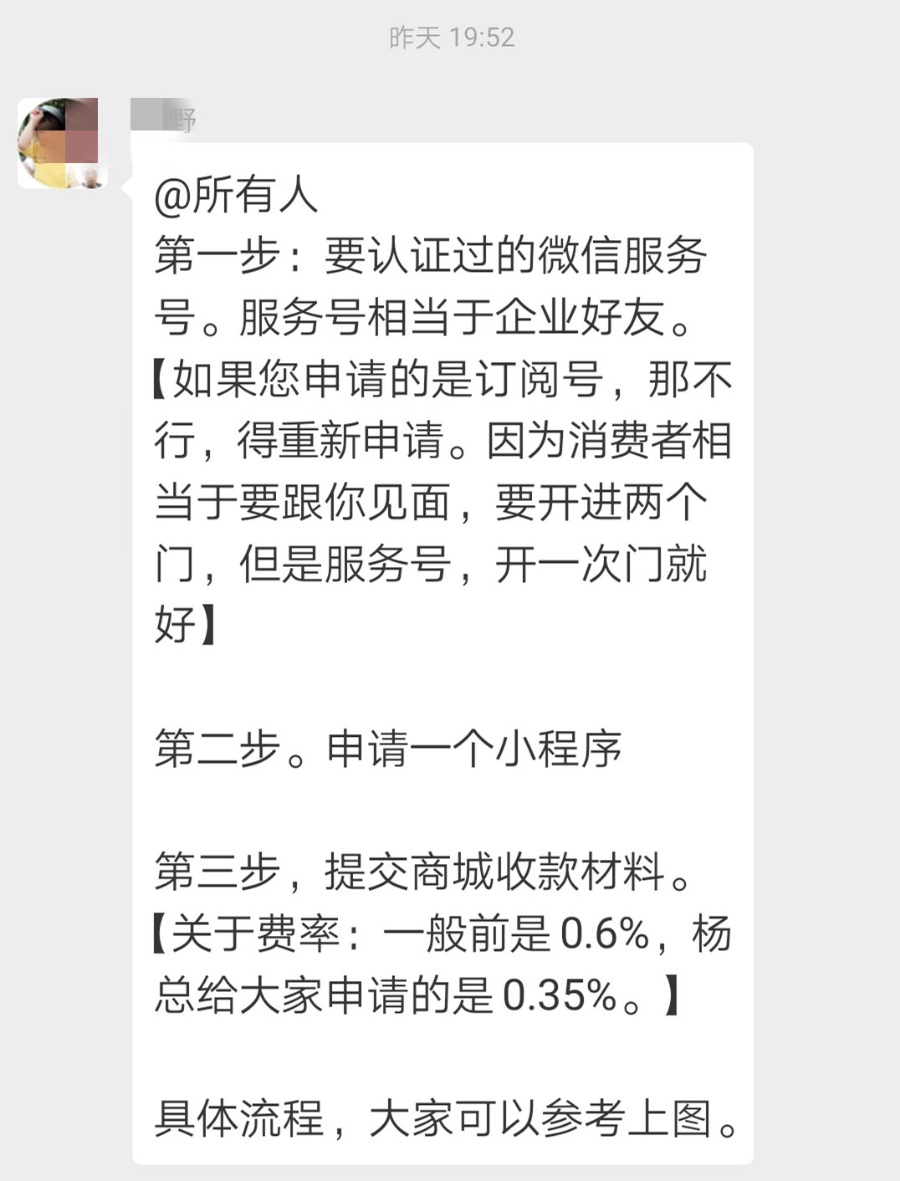 昨天 19:52
野
@所有人
第一步：要认证过的微信服务
号。服务号相当于企业好友。
【如果您申请的是订阅号，那不
行，得重新申请。因为消费者相
当于要跟你见面，要开进两个
门，但是服务号，开一次门就
好】
第二步。申请一个小程序
第三步，提交商城收款材料。
【关于费率：一般前是0.6%，杨
总给大家申请的是0.35%。】
具体流程，大家可以参考上图。